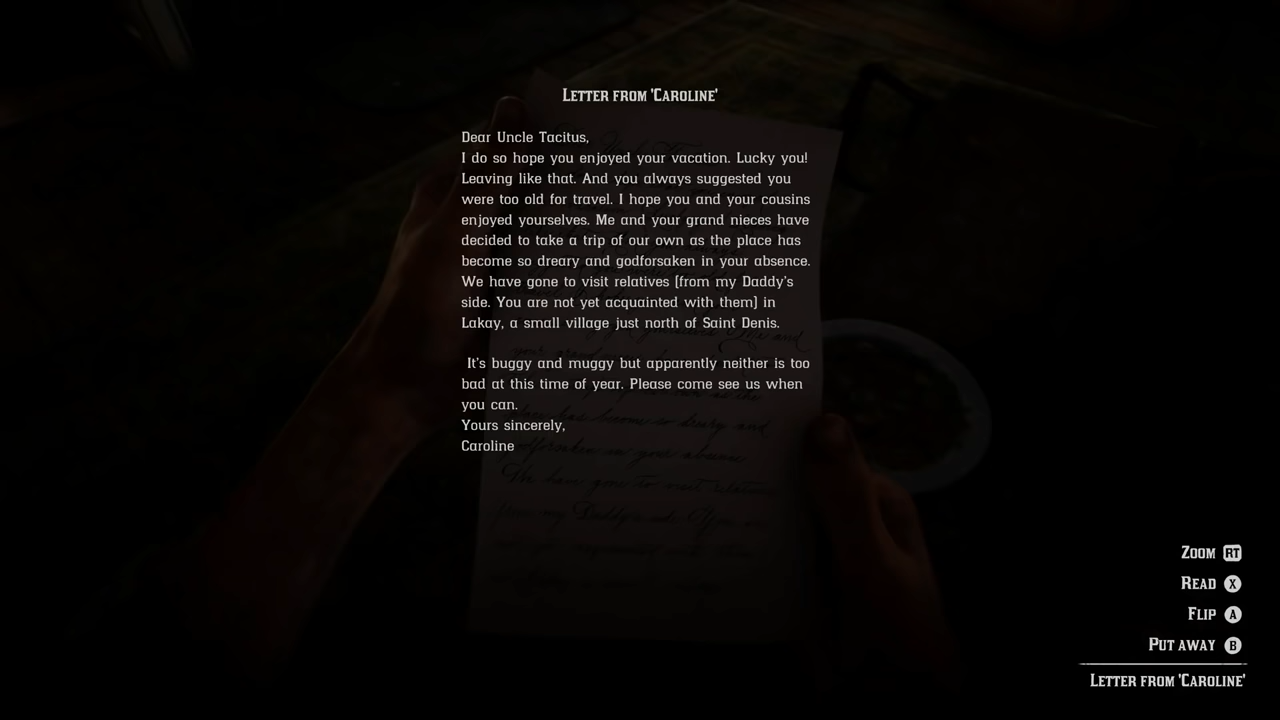 LETTER FROM 'CAROLINE'
Dear Uncle Tacitus,
I do so hope you enjoyed your vacation. Lucky you!
Leaving like that. And you always suggested you
were too old for travel. I hope you and your cousins
enjoyed yourselves. Me and your grand nieces have
decided to take a trip of our own as the place has
become so dreary and godforsaken in your absence.
We have gone to visit relatives (from my Daddy's
side. You are not yet acquainted with them) in
Lakay, a small village just north of Saint Denis.
It's buggy and muggy but apparently neither is too
bad at this time of year. Please come see us when
you can.
Yours sincerely,
Caroline
ZOOM RT
READ X
FLIP A
PUT AWAY B
LETTER FROM 'CAROLINE'